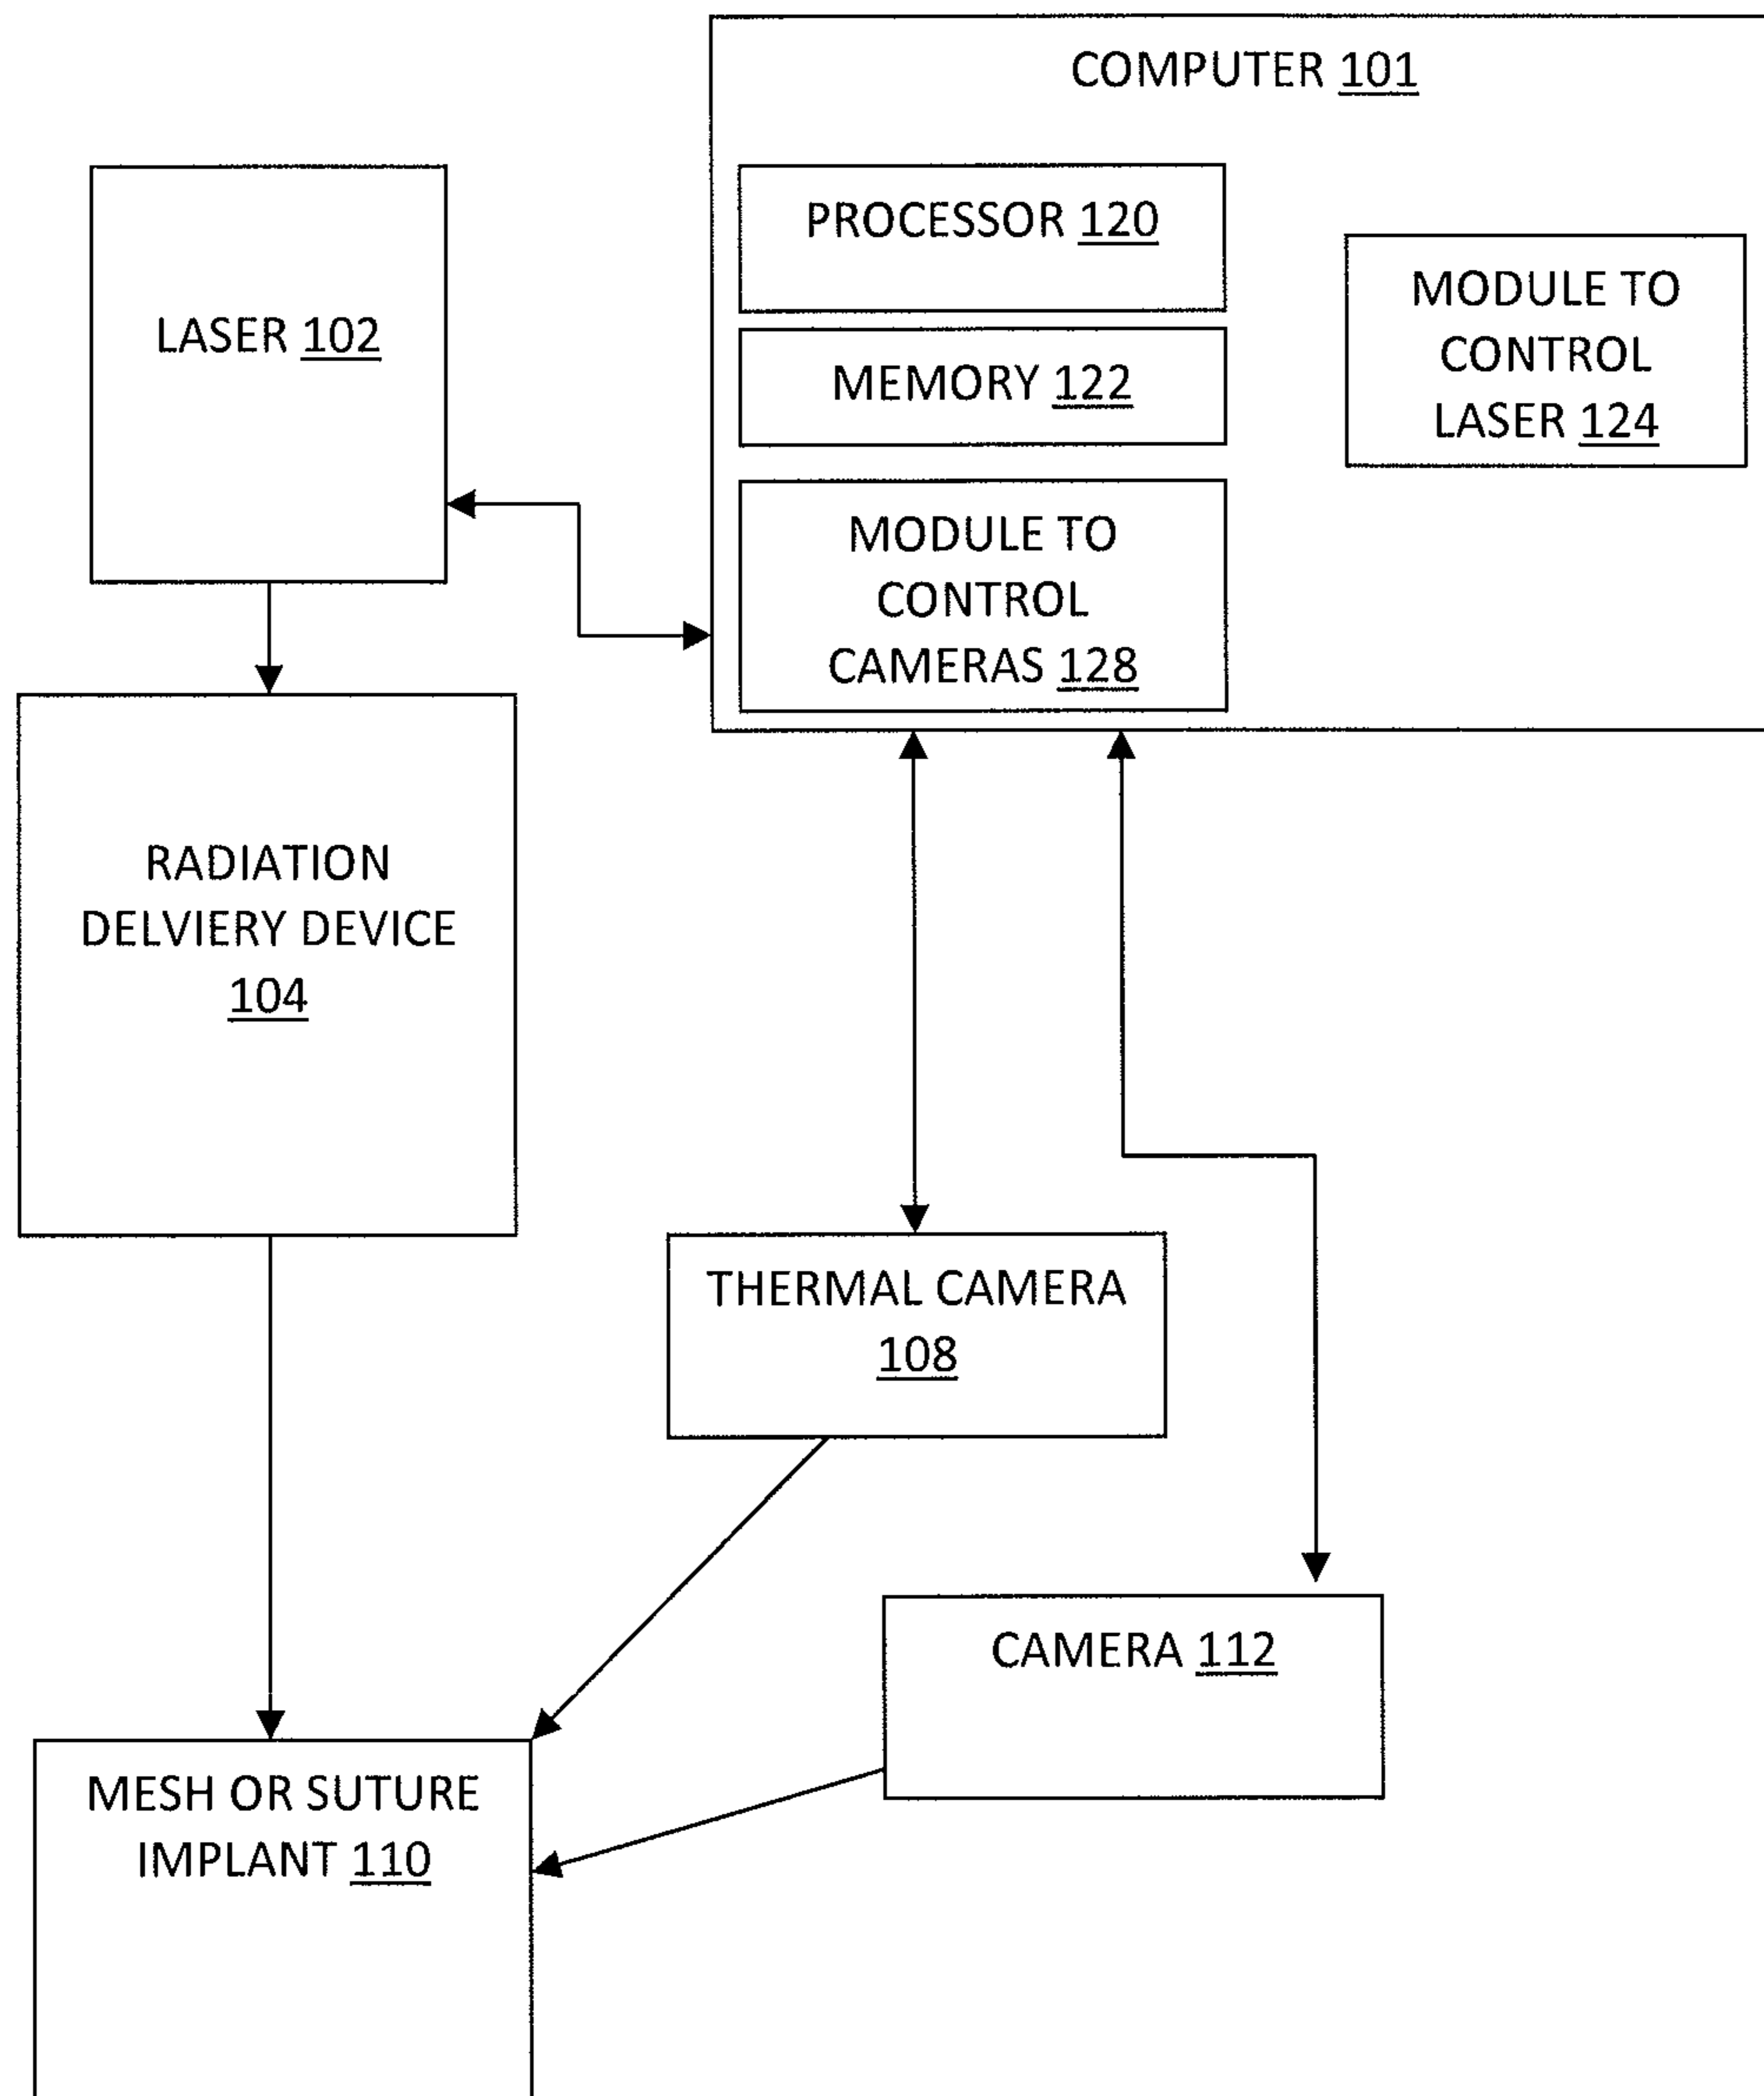 COMPUTER 101
PROCESSOR 120
MEMORY 122
MODULE TO
CONTROL
CAMERAS 128
MODULE TO
CONTROL
LASER 124
LASER 102
RADIATION
DELVIERY DEVICE
104
THERMAL CAMERA
108
CAMERA 112
MESH OR SUTURE
IMPLANT 110